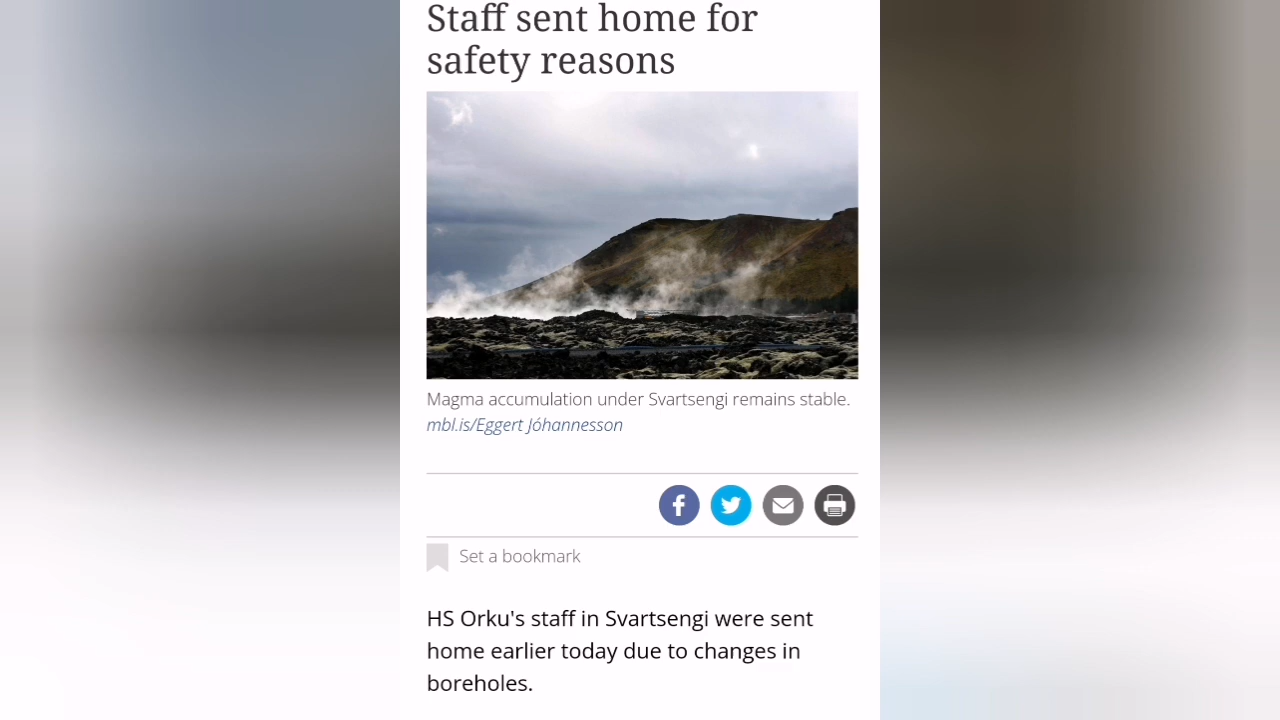 Staff sent home for
safety reasons
Magma accumulation under Svartsengi remains stable.
mbl.is/Eggert Jóhannesson
Set a bookmark
HS Orku's staff in Svartsengi were sent
home earlier today due to changes in
boreholes.